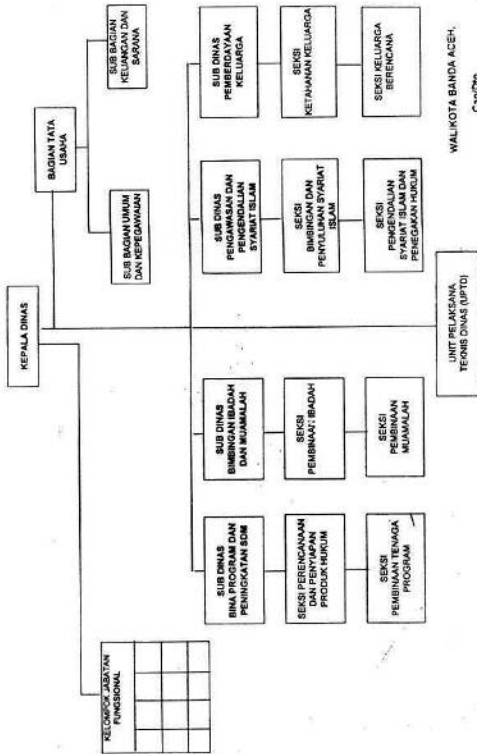 KEPALA DINAS
BAGIAN TATA
USAHA
KELOMPOK JABATAN
FUNGSIONAL
SUB BAGIAN UMUM
DAN KEPEGAWAIAN
SUB BAGIAN
KEUANGAN DAN
SARANA
SUB DINAS
BINA PROGRAM DAN
PENINGKATAN SDM
SUB DINAS
BIMBINGAN IBADAH
DAN MUAMALAH
SUB DINAS
PENGAWASAN DAN
PENGENDALIAN
SYARIAT ISLAM
SUB DINAS
PEMBERDAYAAN
KELUARGA
SEKSI PERENCANAAN
DAN PENYIAPAN
PRODUK HUKUM
SEKSI
PEMBINAAN IBADAH
SEKSI
BIMBINGAN DAN
PENYULUHAN SYARIAT
ISLAM
SEKSI
KETAHANAN KELUARGA
SEKSI
PEMBINAAN TENAGA
PROGRAM
SEKSI
PEMBINAAN
MUAMALAH
SEKSI
PENGENDALIAN
SYARIAT ISLAM DAN
PENEGAKAN HUKUM
SEKSI KELUARGA
BERENCANA
UNIT PELAKSANA
TEKNIS DINAS (UPTD)
WALIKOTA BANDA ACEH,